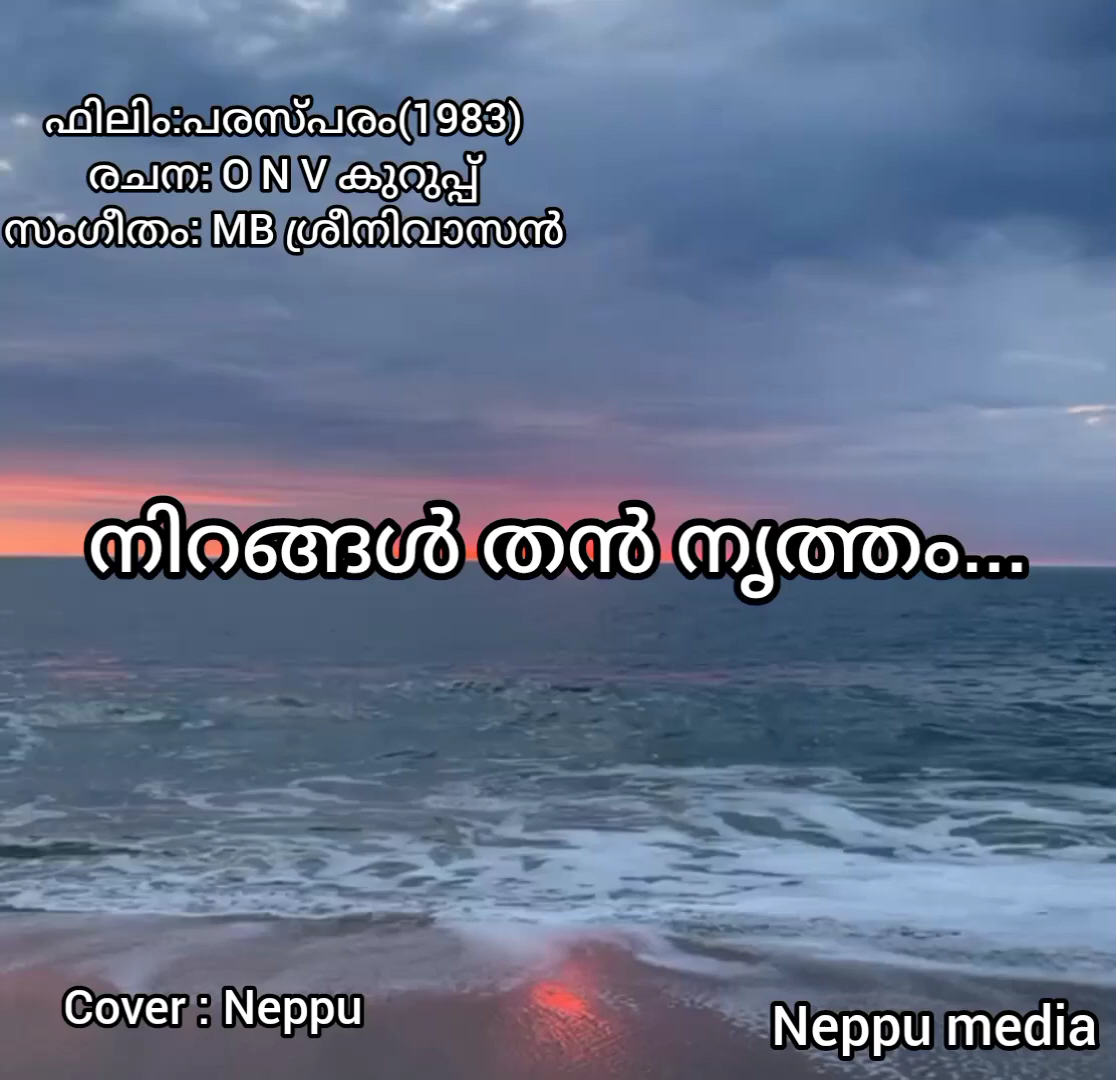 ഫിലിം:പരസ്പരം(1983)
രചന: O N V കുറുപ്പ്
സംഗീതം: MB ശ്രീനിവാസൻ
നിറങ്ങൾ തൻ നൃത്തം...
Cover : Neppu
Neppu media